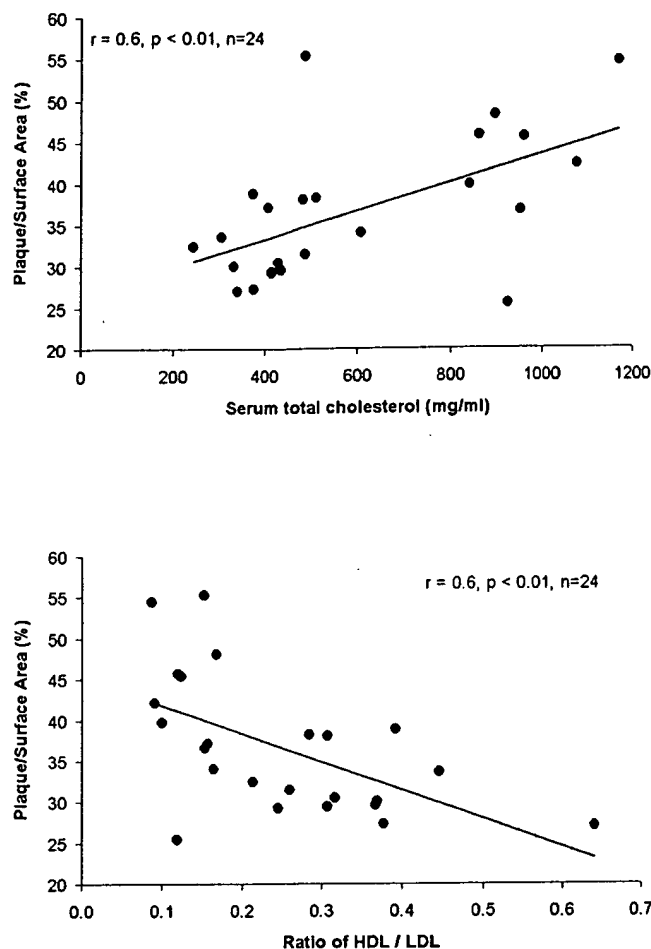 60
r = 0.6, p < 0.01, n=24
55
50
45
40
35
30
25
20
Plaque/Surface Area (%)
0 200 400 600 800 1000 1200
Serum total cholesterol (mg/ml)
60
r = 0.6, p < 0.01, n=24
55
50
45
40
35
30
25
20
Plaque/Surface Area (%)
0.0 0.1 0.2 0.3 0.4 0.5 0.6 0.7
Ratio of HDL / LDL